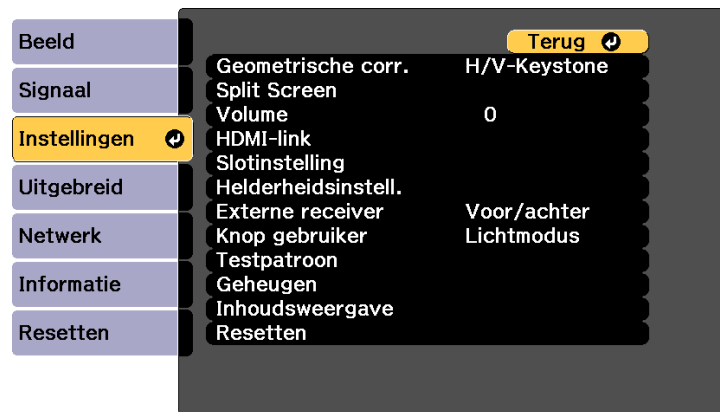 Beeld
Signaal
Instellingen
Uitgebreid
Netwerk
Informatie
Resetten
Terug
Geometrische corr. H/V-Keystone
Split Screen
Volume 0
HDMI-link
Slotinstelling
Helderheidsinstell.
Externe receiver Voor/achter
Knop gebruiker Lichtmodus
Testpatroon
Geheugen
Inhoudsweergave
Resetten